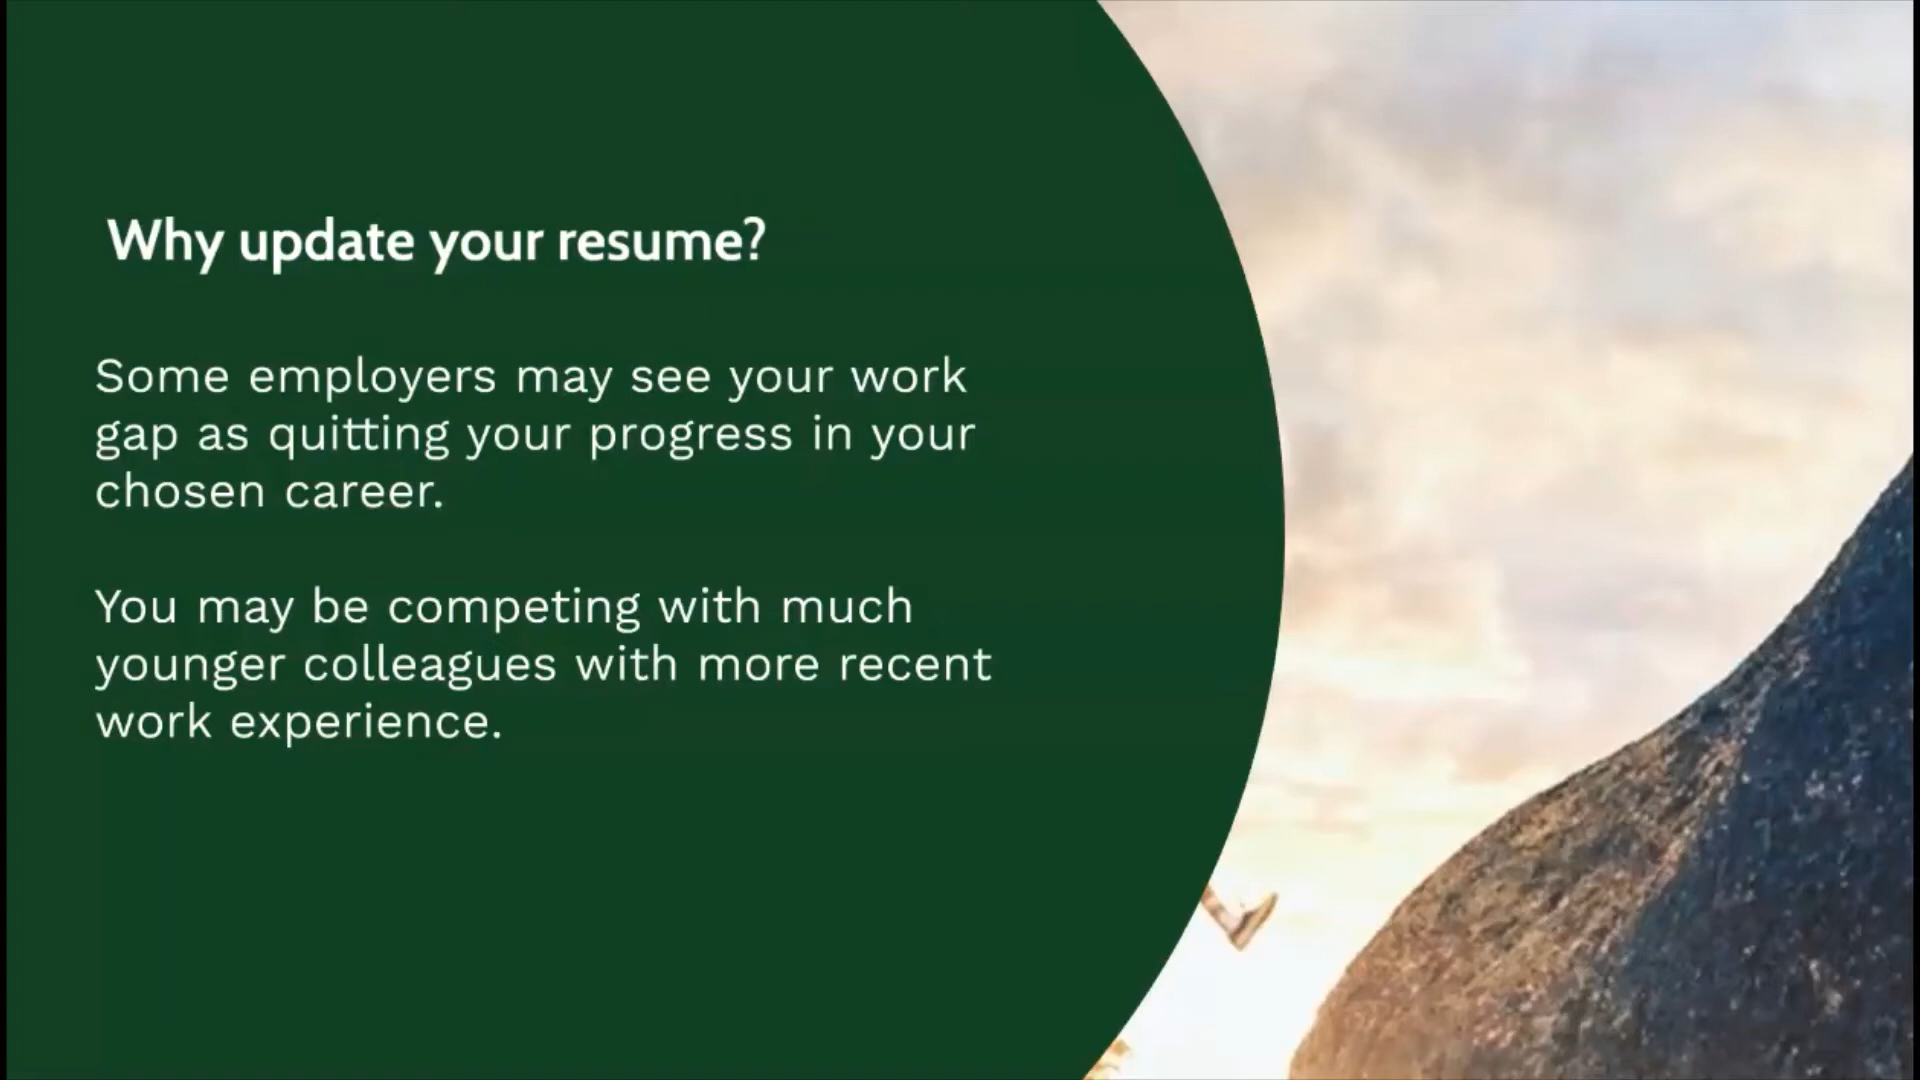 Why update your resume?
Some employers may see your work
gap as quitting your progress in your
chosen career.
You may be competing with much
younger colleagues with more recent
work experience.